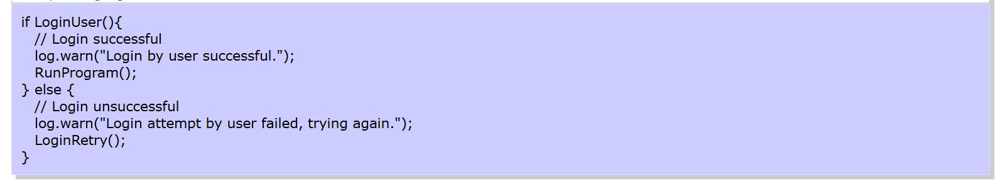 if LoginUser(){
// Login successful
log.warn("Login by user successful.");
RunProgram();
} else {
// Login unsuccessful
log.warn("Login attempt by user failed, trying again.");
LoginRetry();
}